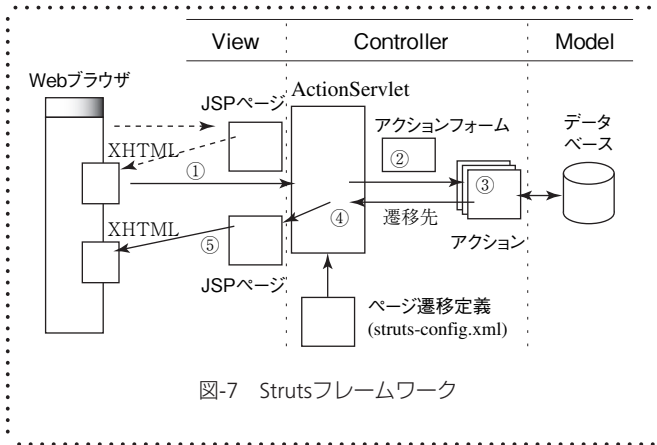 View
Controller
Model
Webブラウザ
JSPページ
ActionServlet
アクションフォーム
データ
ベース
XHTML
①
②
③
④
遷移先
アクション
XHTML
⑤
JSPページ
ページ遷移定義
(struts-config.xml)
図-7 Strutsフレームワーク